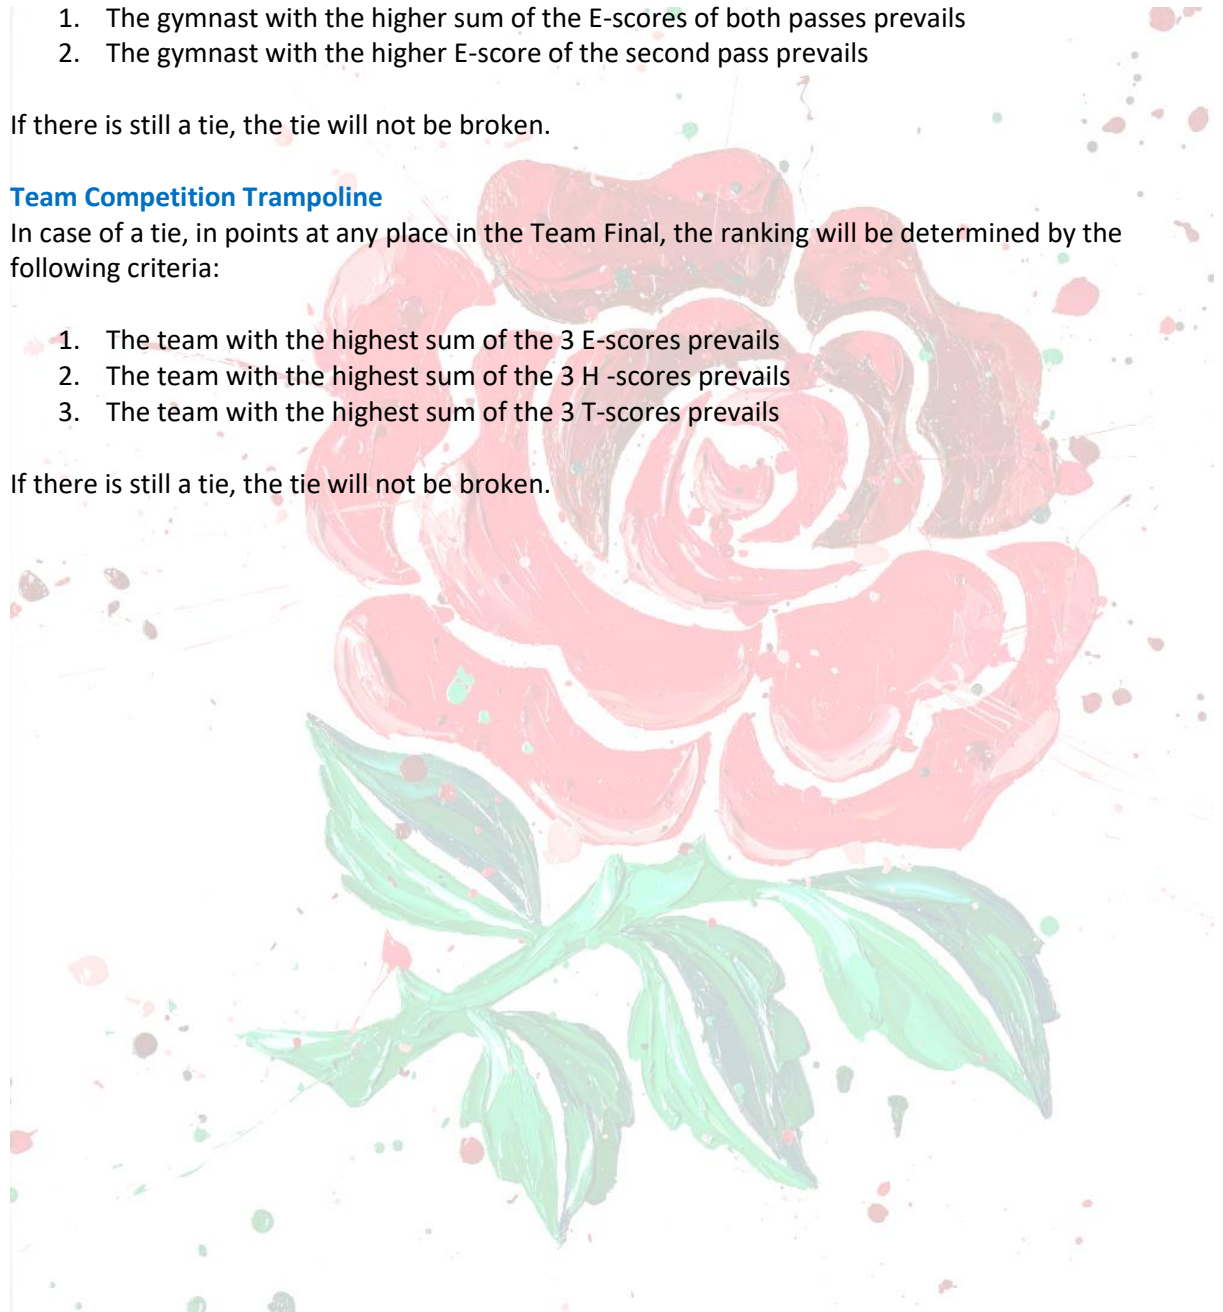 1. The gymnast with the higher sum of the E-scores of both passes prevails
2. The gymnast with the higher E-score of the second pass prevails
If there is still a tie, the tie will not be broken.
Team Competition Trampoline
In case of a tie, in points at any place in the Team Final, the ranking will be determined by the
following criteria:
1. The team with the highest sum of the 3 E-scores prevails
2. The team with the highest sum of the 3 H -scores prevails
3. The team with the highest sum of the 3 T-scores prevails
If there is still a tie, the tie will not be broken.